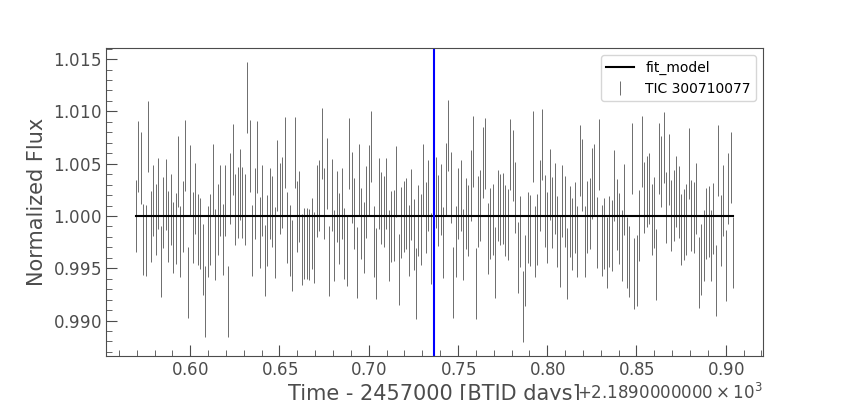 1.015
1.010
1.005
1.000
0.995
0.990
Normalized Flux
fit_model
TIC 300710077
0.60 0.65 0.70 0.75 0.80 0.85 0.90
Time - 2457000 [BTJD days]
+2.1890000000 × 10³